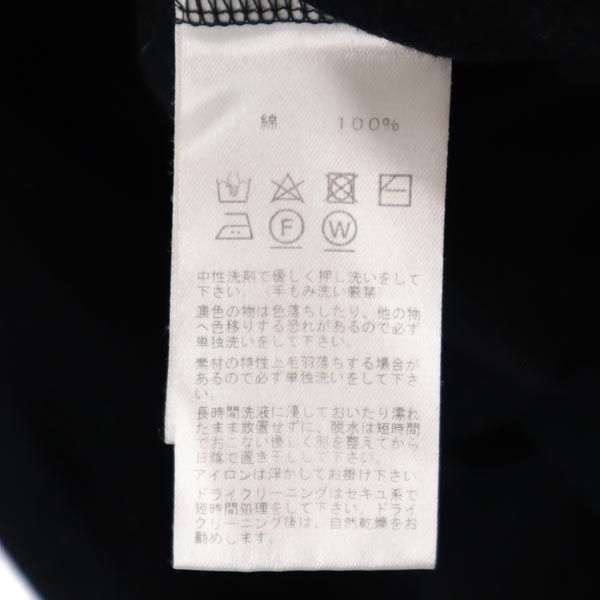 綿 100%
F W
中性洗剤で優しく押し洗いをして
下さい。(手もみ洗い厳禁)
濃色の物は色落ちしたり、他の物
へ色移りする恐れがあるので必ず
単独洗いをして下さい。
素材の特性上毛羽落ちする場合が
あるので必ず単独洗いをして下さ
い。
長時間洗液に浸しておいたり濡れ
たまま放置せずに、脱水は短時間
でおこない優しく形を整えてから
日陰で置き干しして下さい。
アイロンは浮かしてお掛け下さい。
ドライクリーニングはセキユ系で
短時間処理をして下さい。ドライ
クリーニング後は、自然乾燥をお
勧めします。